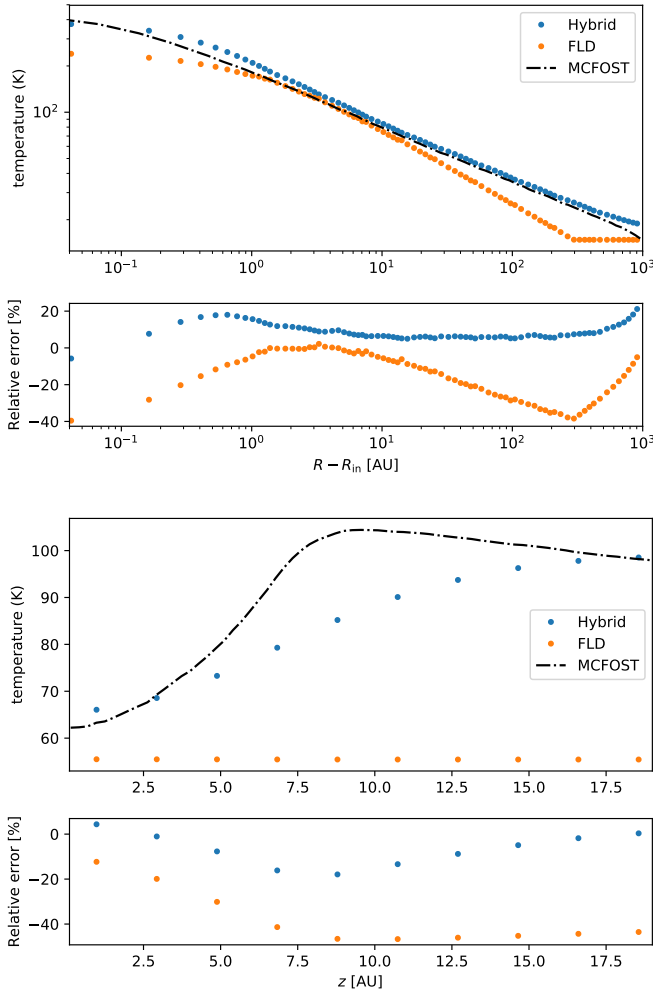 temperature (K)
10²
Hybrid
FLD
MCFOST
10⁻¹ 10⁰ 10¹ 10² 10³
Relative error [%]
20
0
−20
−40
10⁻¹ 10⁰ 10¹ 10² 10³
R − R_in [AU]
temperature (K)
100
90
80
70
60
Hybrid
FLD
MCFOST
2.5 5.0 7.5 10.0 12.5 15.0 17.5
Relative error [%]
0
−20
−40
2.5 5.0 7.5 10.0 12.5 15.0 17.5
z [AU]